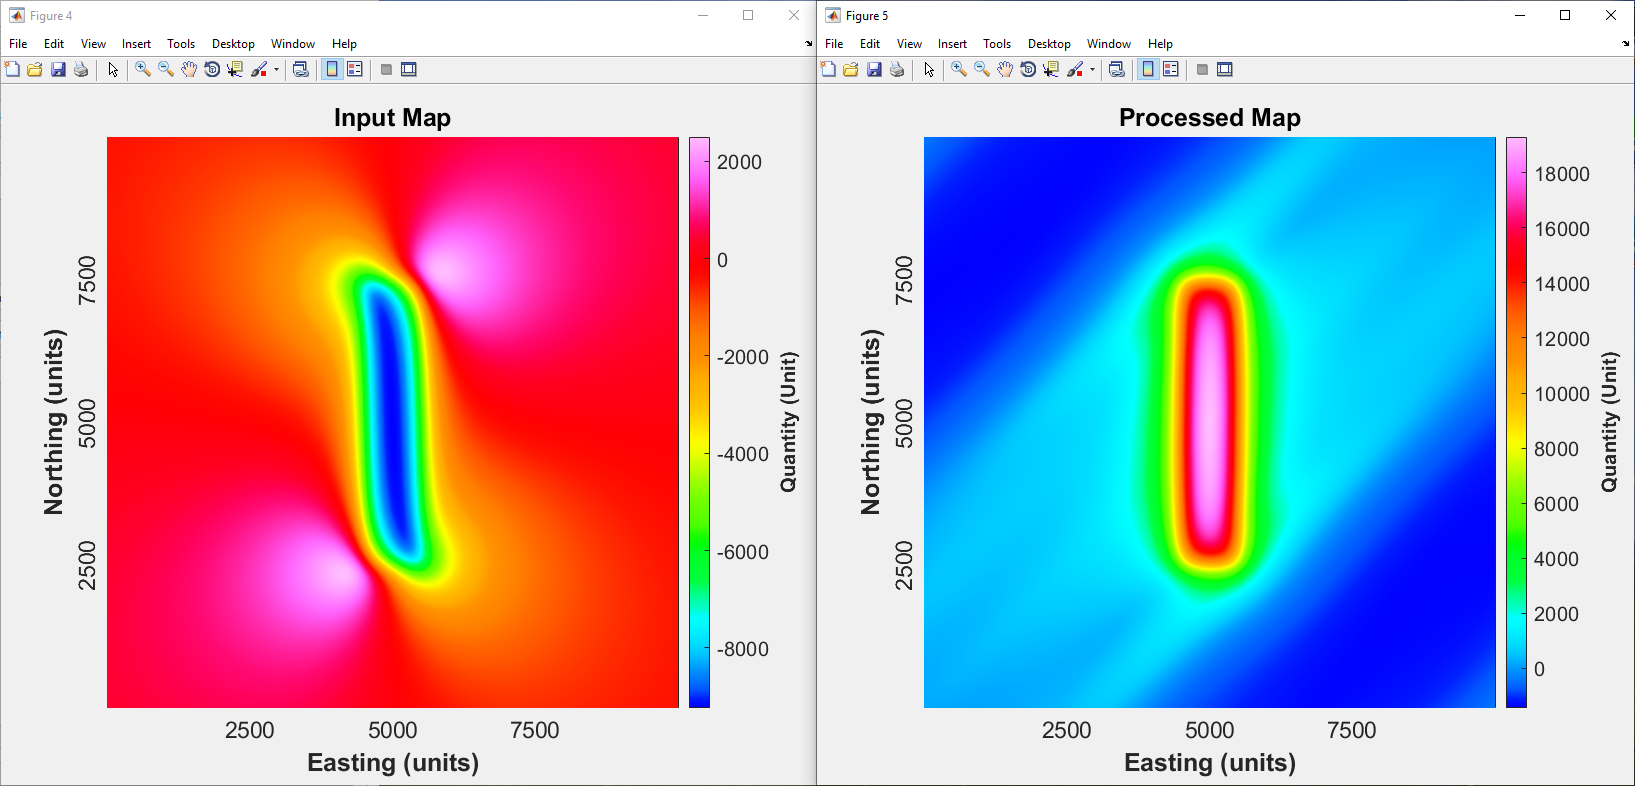 Figure 4
File Edit View Insert Tools Desktop Window Help
Input Map
2000
0
-2000
-4000
-6000
-8000
Quantity (Unit)
7500
5000
2500
Northing (units)
2500 5000 7500
Easting (units)
Figure 5
File Edit View Insert Tools Desktop Window Help
Processed Map
18000
16000
14000
12000
10000
8000
6000
4000
2000
0
Quantity (Unit)
7500
5000
2500
Northing (units)
2500 5000 7500
Easting (units)